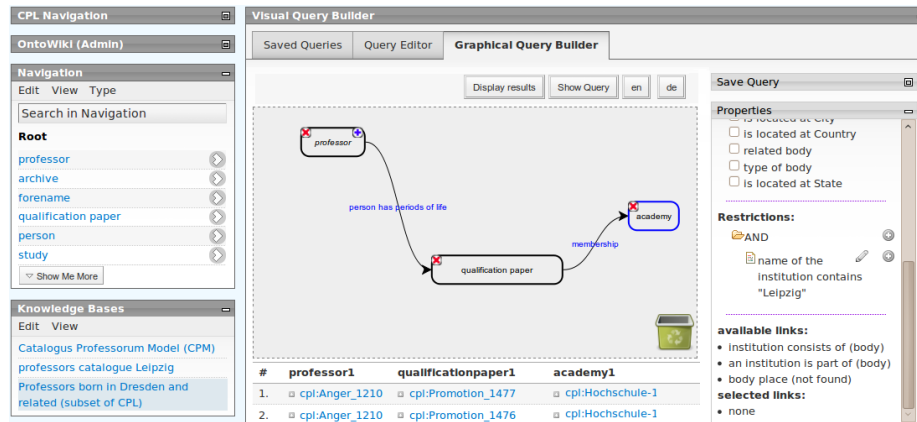 CPL Navigation
OntoWiki (Admin)
Navigation
Edit View Type
Search in Navigation
Root
professor
archive
forename
qualification paper
person
study
Show Me More
Knowledge Bases
Edit View
Catalogus Professorum Model (CPM)
professors catalogue Leipzig
Professors born in Dresden and
related (subset of CPL)
Visual Query Builder
Saved Queries Query Editor Graphical Query Builder
Display results Show Query en de
professor
person has periods of life
academy
membership
qualification paper
# professor1 qualificationpaper1 academy1
1. cpl:Anger_1210 cpl:Promotion_1477 cpl:Hochschule-1
2. cpl:Anger_1210 cpl:Promotion_1476 cpl:Hochschule-1
Save Query
Properties
is located at City
is located at Country
related body
type of body
is located at State
Restrictions:
AND
name of the
institution contains
"Leipzig"
available links:
• institution consists of (body)
• an institution is part of (body)
• body place (not found)
selected links:
• none